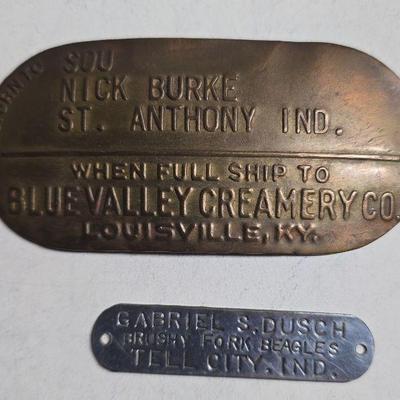 SOU
NICK BURKE
ST. ANTHONY IND.
WHEN FULL SHIP TO
BLUE VALLEY CREAMERY CO.
LOUISVILLE, KY.
GABRIEL S. DUSCH
BRUSHY FORK BEAGLES
TELL CITY. IND.